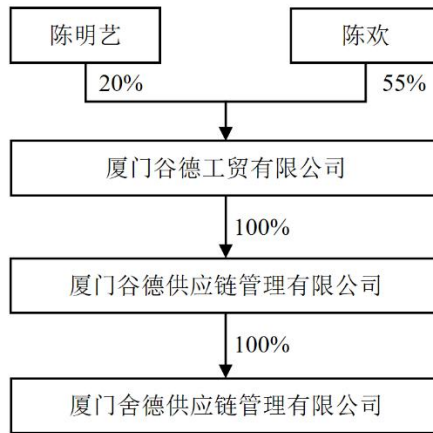 陈明艺
陈欢
20%
55%
厦门谷德工贸有限公司
100%
厦门谷德供应链管理有限公司
100%
厦门舍德供应链管理有限公司